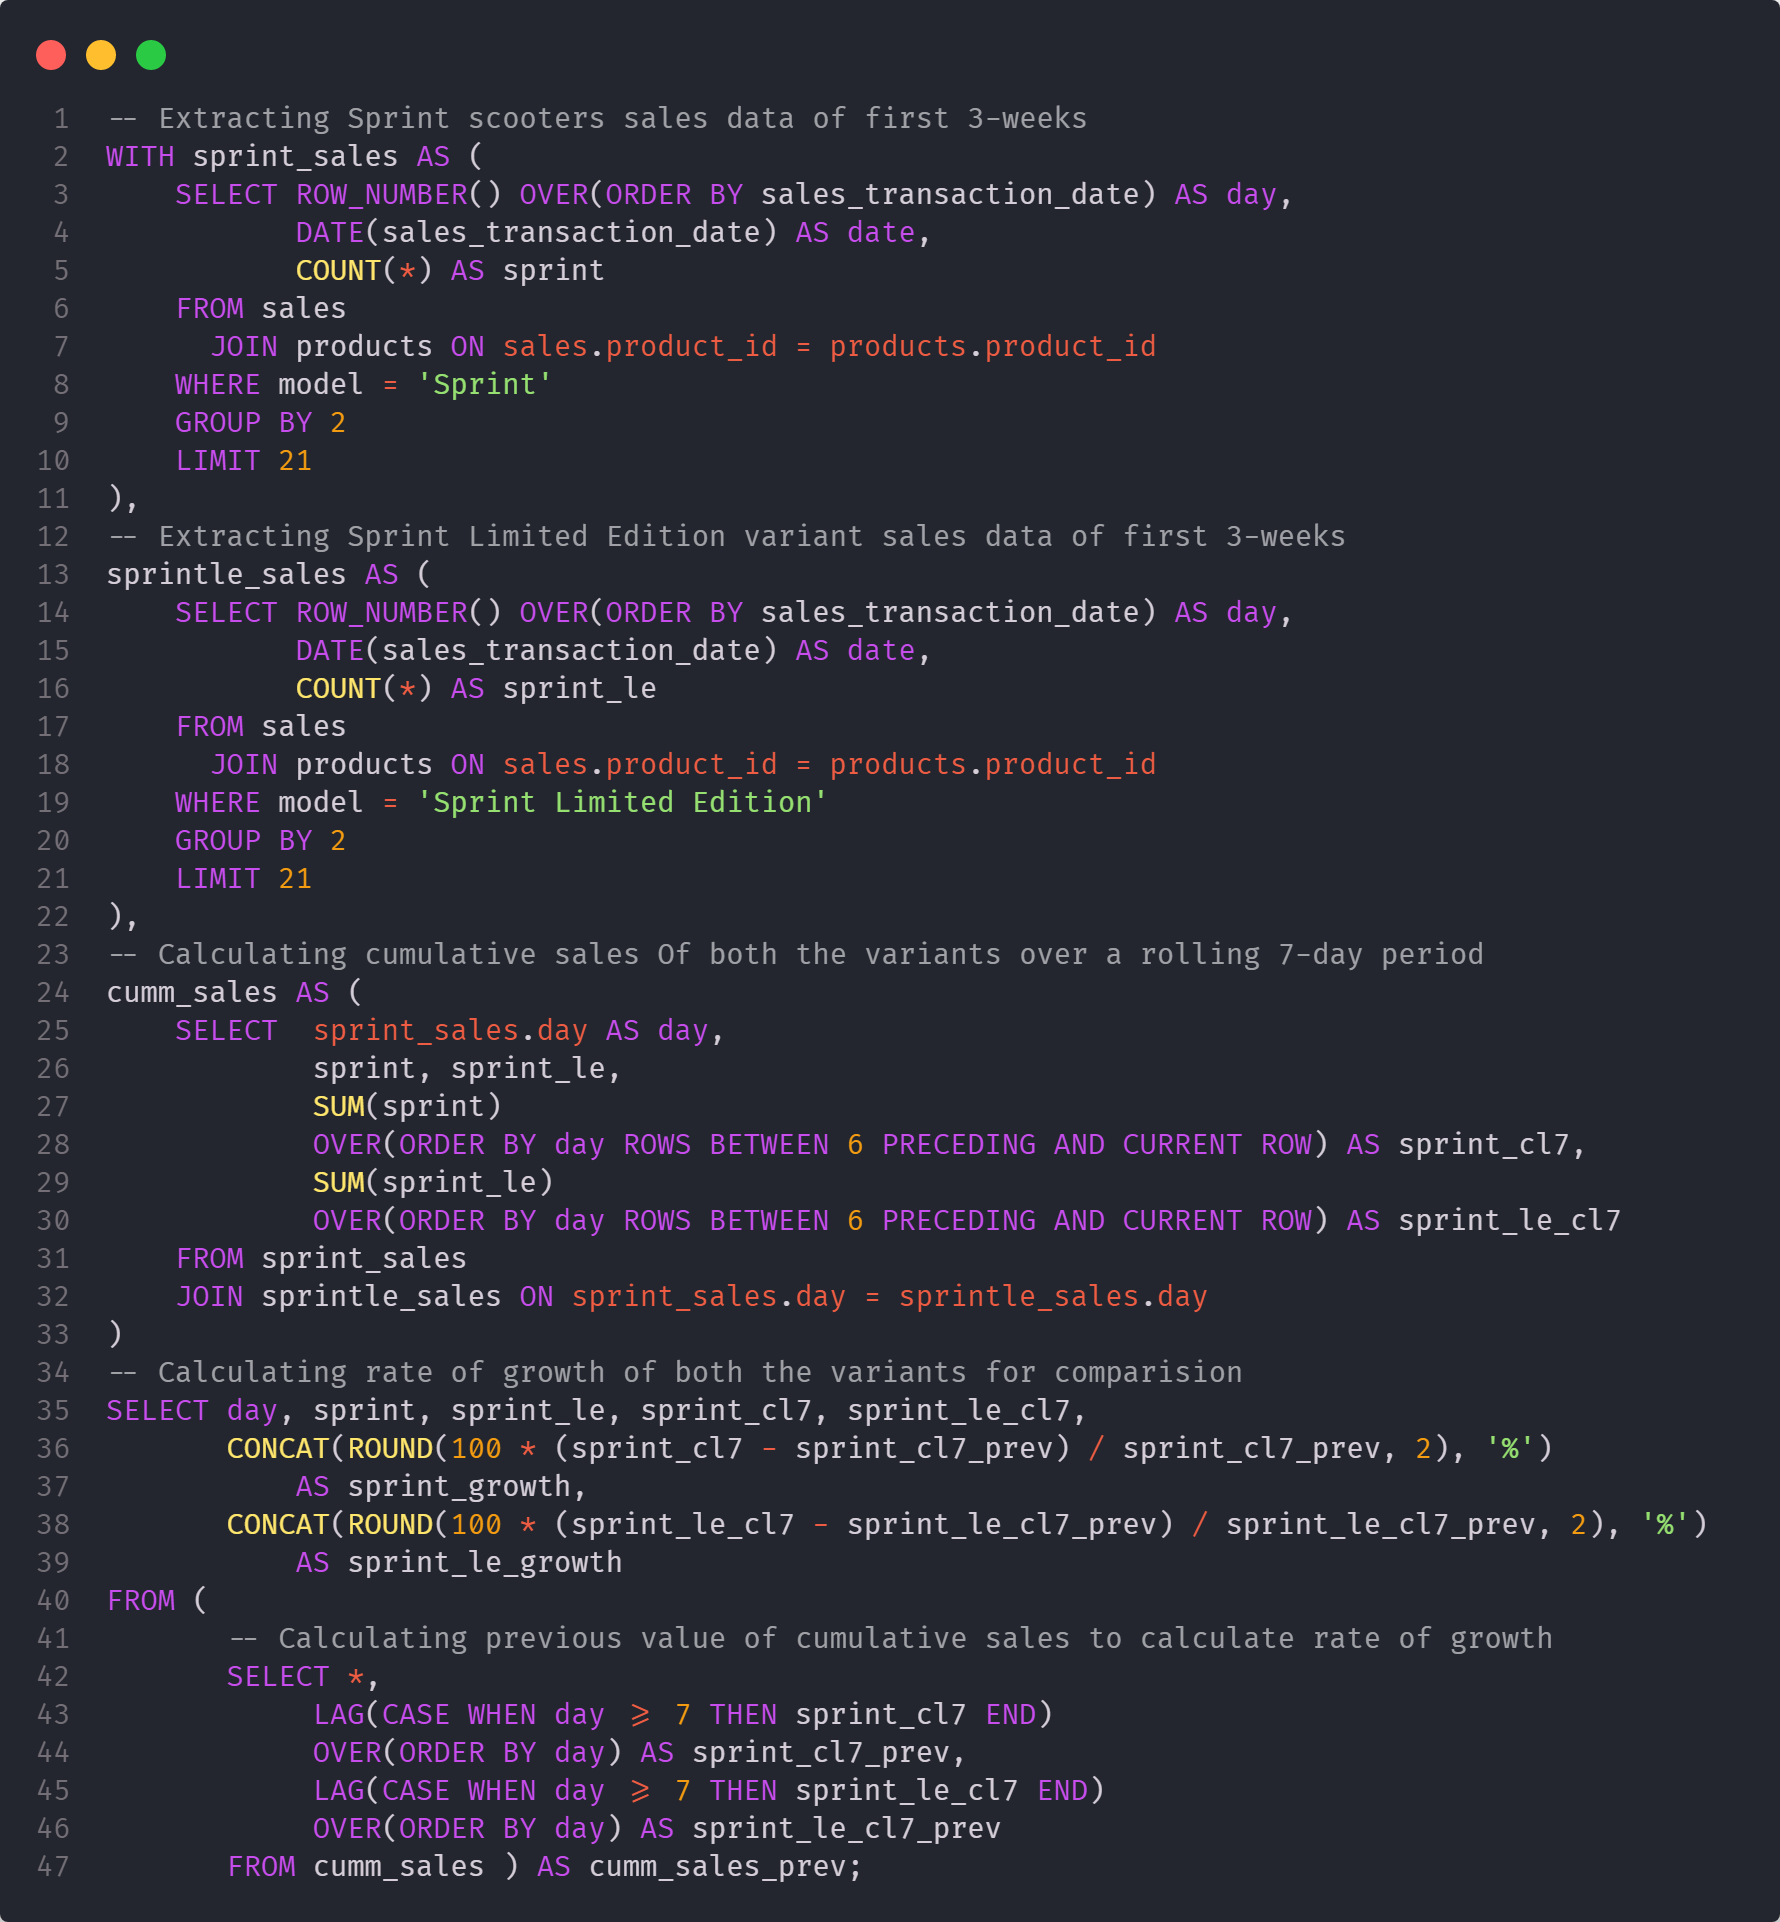 1 -- Extracting Sprint scooters sales data of first 3-weeks
2 WITH sprint_sales AS (
3     SELECT ROW_NUMBER() OVER(ORDER BY sales_transaction_date) AS day,
4            DATE(sales_transaction_date) AS date,
5            COUNT(*) AS sprint
6     FROM sales
7       JOIN products ON sales.product_id = products.product_id
8     WHERE model = 'Sprint'
9     GROUP BY 2
10     LIMIT 21
11 ),
12 -- Extracting Sprint Limited Edition variant sales data of first 3-weeks
13 sprintle_sales AS (
14     SELECT ROW_NUMBER() OVER(ORDER BY sales_transaction_date) AS day,
15            DATE(sales_transaction_date) AS date,
16            COUNT(*) AS sprint_le
17     FROM sales
18       JOIN products ON sales.product_id = products.product_id
19     WHERE model = 'Sprint Limited Edition'
20     GROUP BY 2
21     LIMIT 21
22 ),
23 -- Calculating cumulative sales Of both the variants over a rolling 7-day period
24 cumm_sales AS (
25     SELECT  sprint_sales.day AS day,
26             sprint, sprint_le,
27             SUM(sprint)
28             OVER(ORDER BY day ROWS BETWEEN 6 PRECEDING AND CURRENT ROW) AS sprint_cl7,
29             SUM(sprint_le)
30             OVER(ORDER BY day ROWS BETWEEN 6 PRECEDING AND CURRENT ROW) AS sprint_le_cl7
31     FROM sprint_sales
32     JOIN sprintle_sales ON sprint_sales.day = sprintle_sales.day
33 )
34 -- Calculating rate of growth of both the variants for comparision
35 SELECT day, sprint, sprint_le, sprint_cl7, sprint_le_cl7,
36        CONCAT(ROUND(100 * (sprint_cl7 - sprint_cl7_prev) / sprint_cl7_prev, 2), '%')
37            AS sprint_growth,
38        CONCAT(ROUND(100 * (sprint_le_cl7 - sprint_le_cl7_prev) / sprint_le_cl7_prev, 2), '%')
39            AS sprint_le_growth
40 FROM (
41        -- Calculating previous value of cumulative sales to calculate rate of growth
42        SELECT *,
43             LAG(CASE WHEN day ⩾ 7 THEN sprint_cl7 END)
44             OVER(ORDER BY day) AS sprint_cl7_prev,
45             LAG(CASE WHEN day ⩾ 7 THEN sprint_le_cl7 END)
46             OVER(ORDER BY day) AS sprint_le_cl7_prev
47        FROM cumm_sales ) AS cumm_sales_prev;